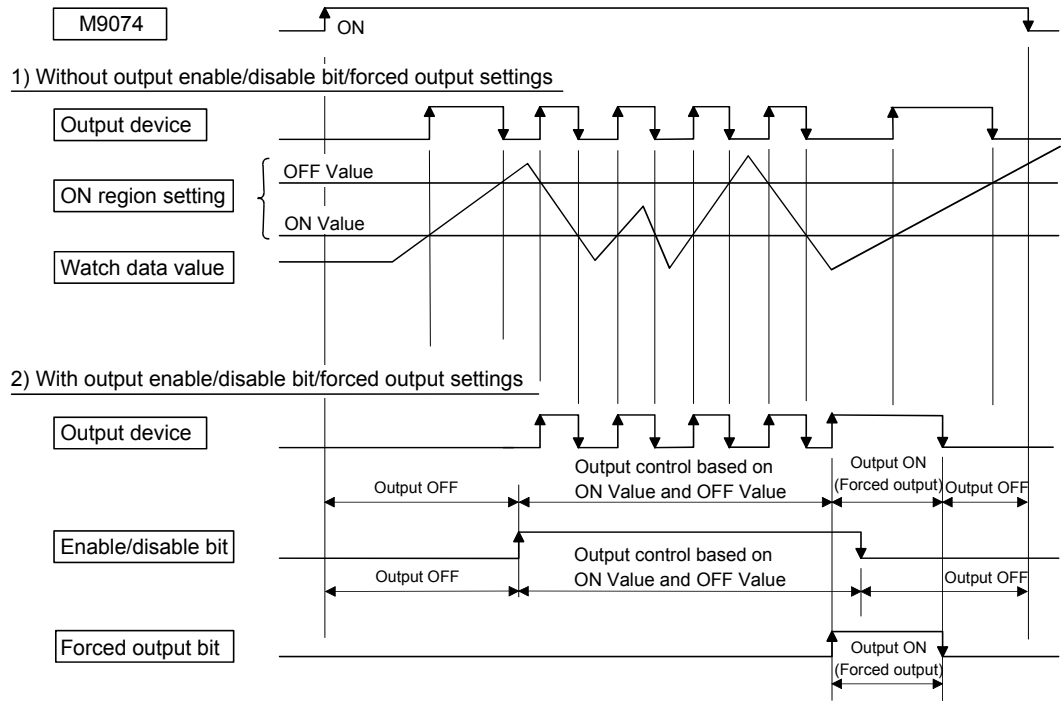 M9074
ON
1) Without output enable/disable bit/forced output settings
Output device
OFF Value
ON region setting
ON Value
Watch data value
2) With output enable/disable bit/forced output settings
Output device
Output OFF
Output control based on
ON Value and OFF Value
Output ON
(Forced output)
Output OFF
Enable/disable bit
Output OFF
Output control based on
ON Value and OFF Value
Output OFF
Forced output bit
Output ON
(Forced output)